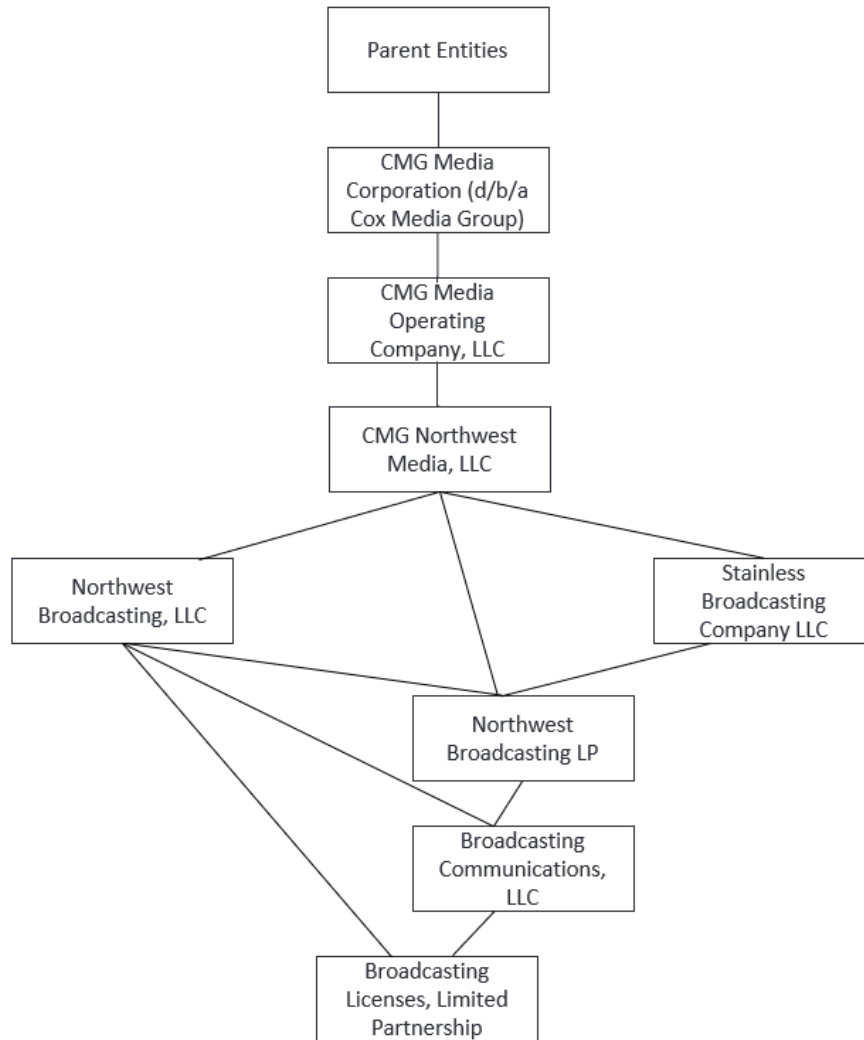 Parent Entities
CMG Media
Corporation (d/b/a
Cox Media Group)
CMG Media
Operating
Company, LLC
CMG Northwest
Media, LLC
Northwest
Broadcasting, LLC
Stainless
Broadcasting
Company LLC
Northwest
Broadcasting LP
Broadcasting
Communications,
LLC
Broadcasting
Licenses, Limited
Partnership